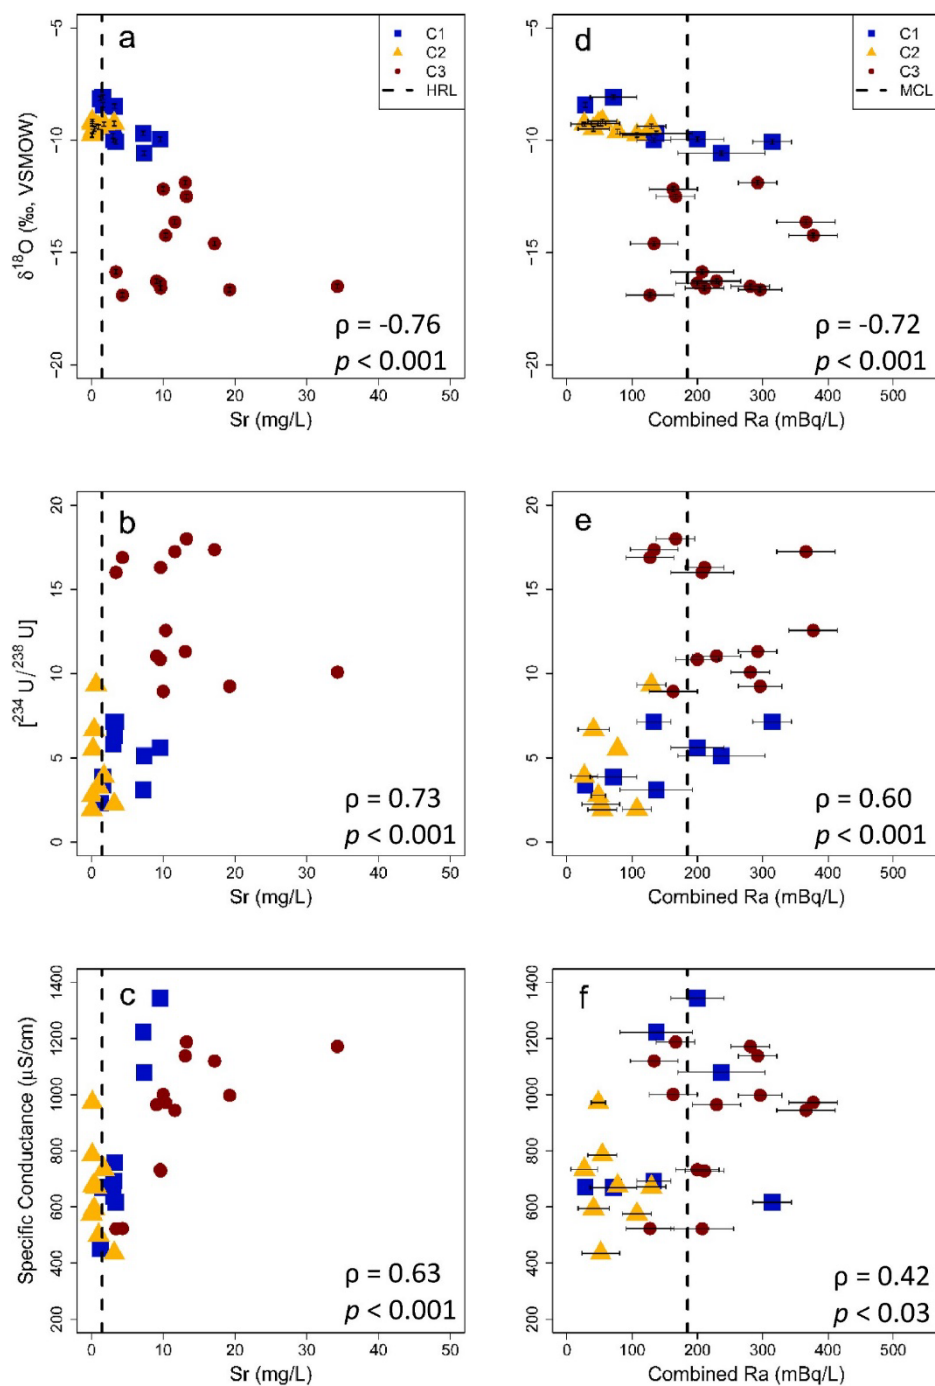 a
C1
C2
C3
HRL
−5
−10
−15
−20
δ18O (‰, VSMOW)
ρ = -0.76
p < 0.001
0 10 20 30 40 50
Sr (mg/L)
d
C1
C2
C3
MCL
−5
−10
−15
−20
ρ = -0.72
p < 0.001
0 100 200 300 400 500
Combined Ra (mBq/L)
b
20
15
10
5
0
[234 U/238 U]
ρ = 0.73
p < 0.001
0 10 20 30 40 50
Sr (mg/L)
e
20
15
10
5
0
ρ = 0.60
p < 0.001
0 100 200 300 400 500
Combined Ra (mBq/L)
c
1400
1200
1000
800
600
400
200
Specific Conductance (µS/cm)
ρ = 0.63
p < 0.001
0 10 20 30 40 50
Sr (mg/L)
f
1400
1200
1000
800
600
400
200
ρ = 0.42
p < 0.03
0 100 200 300 400 500
Combined Ra (mBq/L)